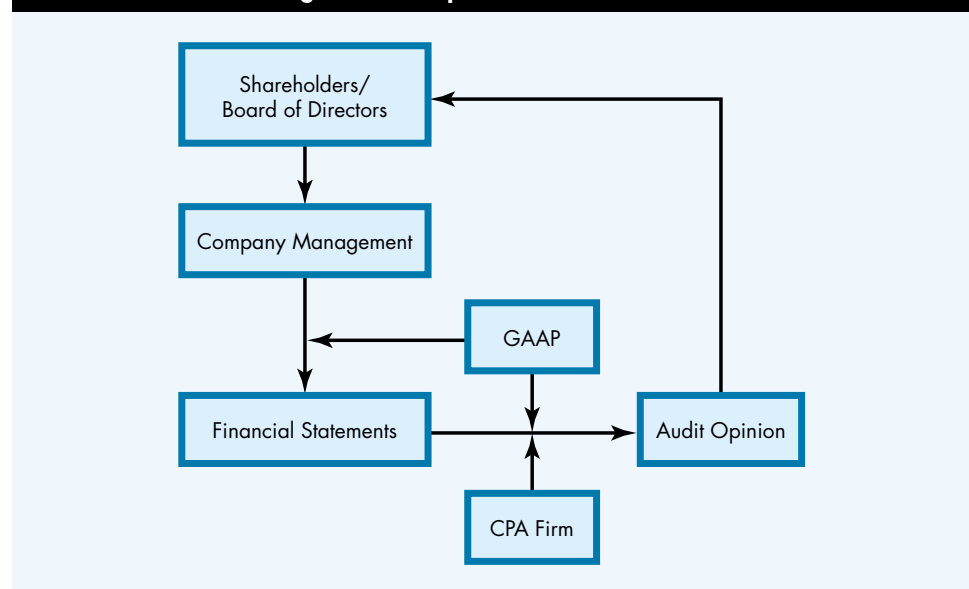 Shareholders/
Board of Directors
Company Management
GAAP
Financial Statements
Audit Opinion
CPA Firm